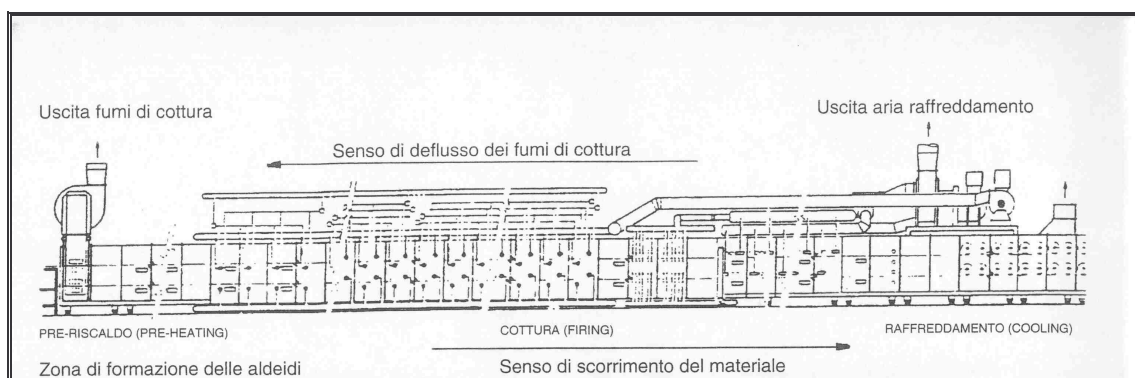 Uscita fumi di cottura
Uscita aria raffreddamento
Senso di deflusso dei fumi di cottura
PRE-RISCALDO (PRE-HEATING)
COTTURA (FIRING)
RAFFREDDAMENTO (COOLING)
Zona di formazione delle aldeidi
Senso di scorrimento del materiale